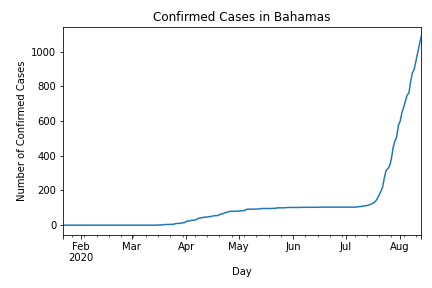 Confirmed Cases in Bahamas
Number of Confirmed Cases
1000
800
600
400
200
0
Feb Mar Apr May Jun Jul Aug
2020
Day